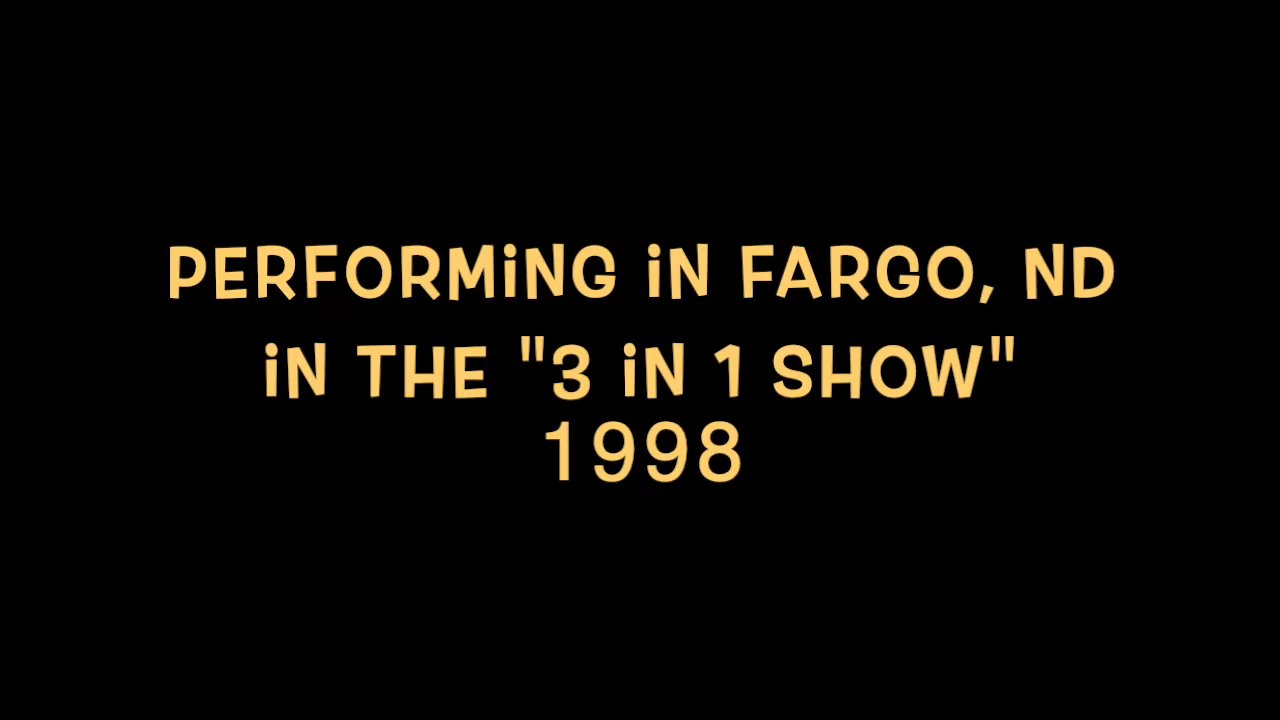 PERFORMiNG iN FARGO, ND
iN THE "3 iN 1 SHOW"
1998